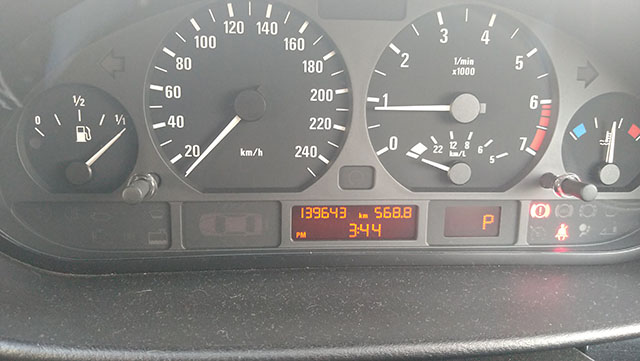 0 1/2 1/1
20 40 60 80 100 120 140 160 180 200 220 240
km/h
0 1 2 3 4 5 6 7
1/min
x1000
22 12 8 6 5
km/L
139643 km 568.8
PM 3:44
P